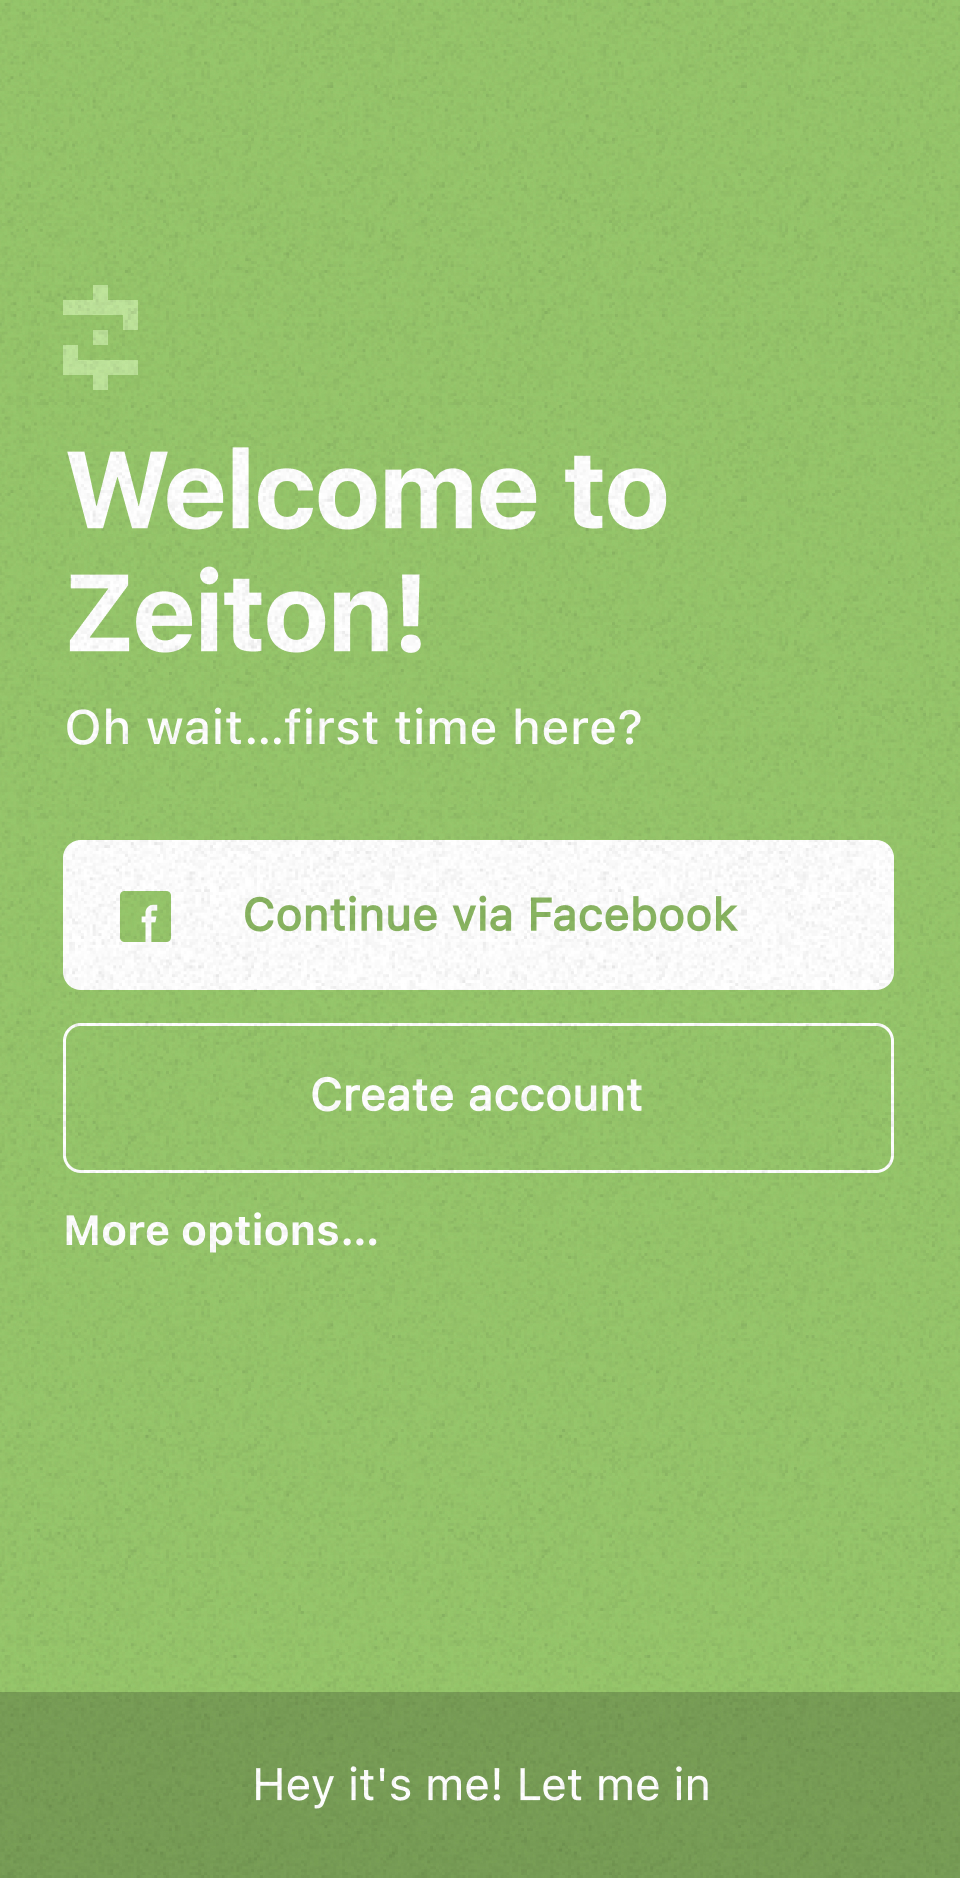 Welcome to
Zeiton!
Oh wait...first time here?
Continue via Facebook
Create account
More options...
Hey it's me! Let me in